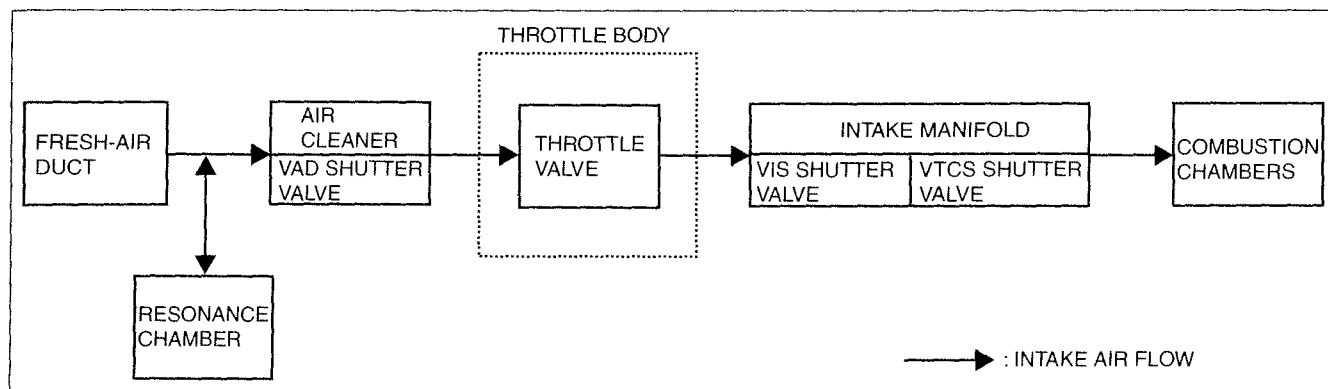 THROTTLE BODY
FRESH-AIR
DUCT
AIR
CLEANER
VAD SHUTTER
VALVE
THROTTLE
VALVE
INTAKE MANIFOLD
VIS SHUTTER
VALVE
VTCS SHUTTER
VALVE
COMBUSTION
CHAMBERS
RESONANCE
CHAMBER
: INTAKE AIR FLOW